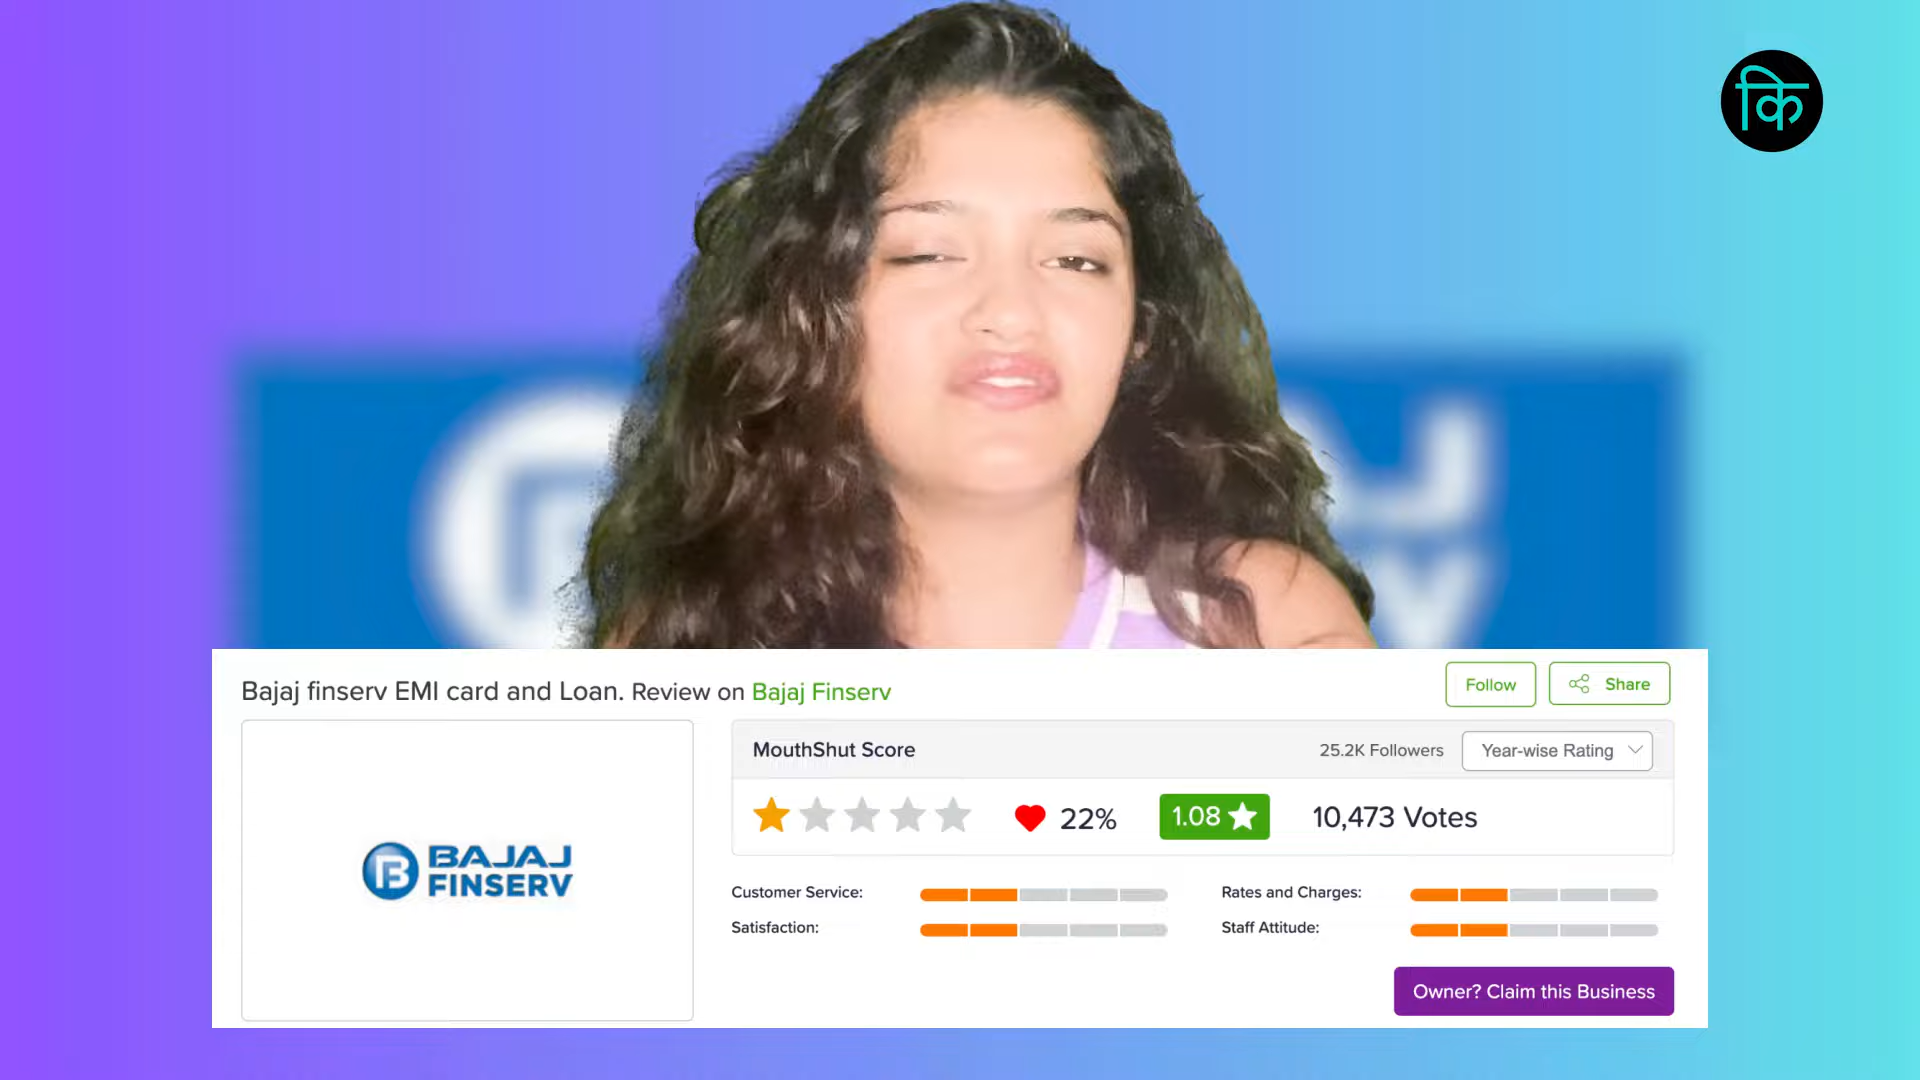 कि
Bajaj finserv EMI card and Loan. Review on Bajaj Finserv
Follow
Share
MouthShut Score
25.2K Followers
Year-wise Rating
22%
1.08
10,473 Votes
BAJAJ
FINSERV
Customer Service:
Rates and Charges:
Satisfaction:
Staff Attitude:
Owner? Claim this Business